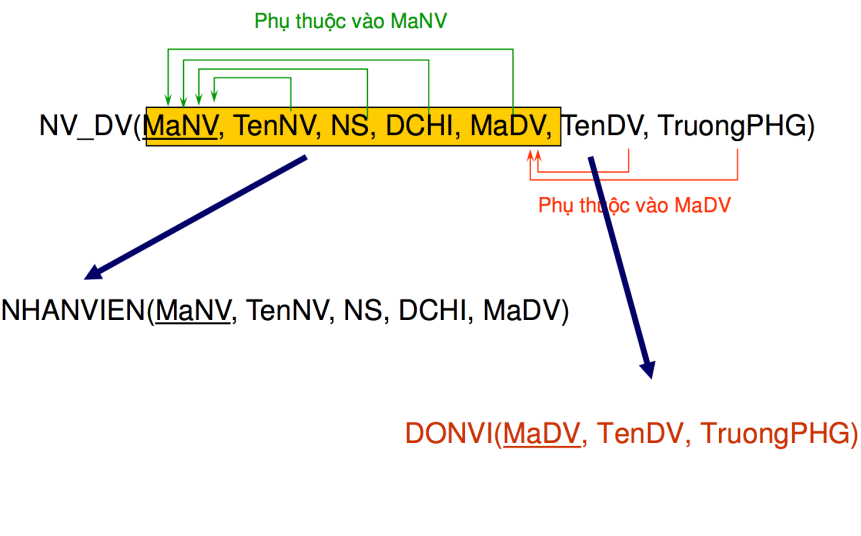 Phụ thuộc vào MaNV
NV_DV(MaNV, TenNV, NS, DCHI, MaDV, TenDV, TruongPHG)
Phụ thuộc vào MaDV
NHANVIEN(MaNV, TenNV, NS, DCHI, MaDV)
DONVI(MaDV, TenDV, TruongPHG)